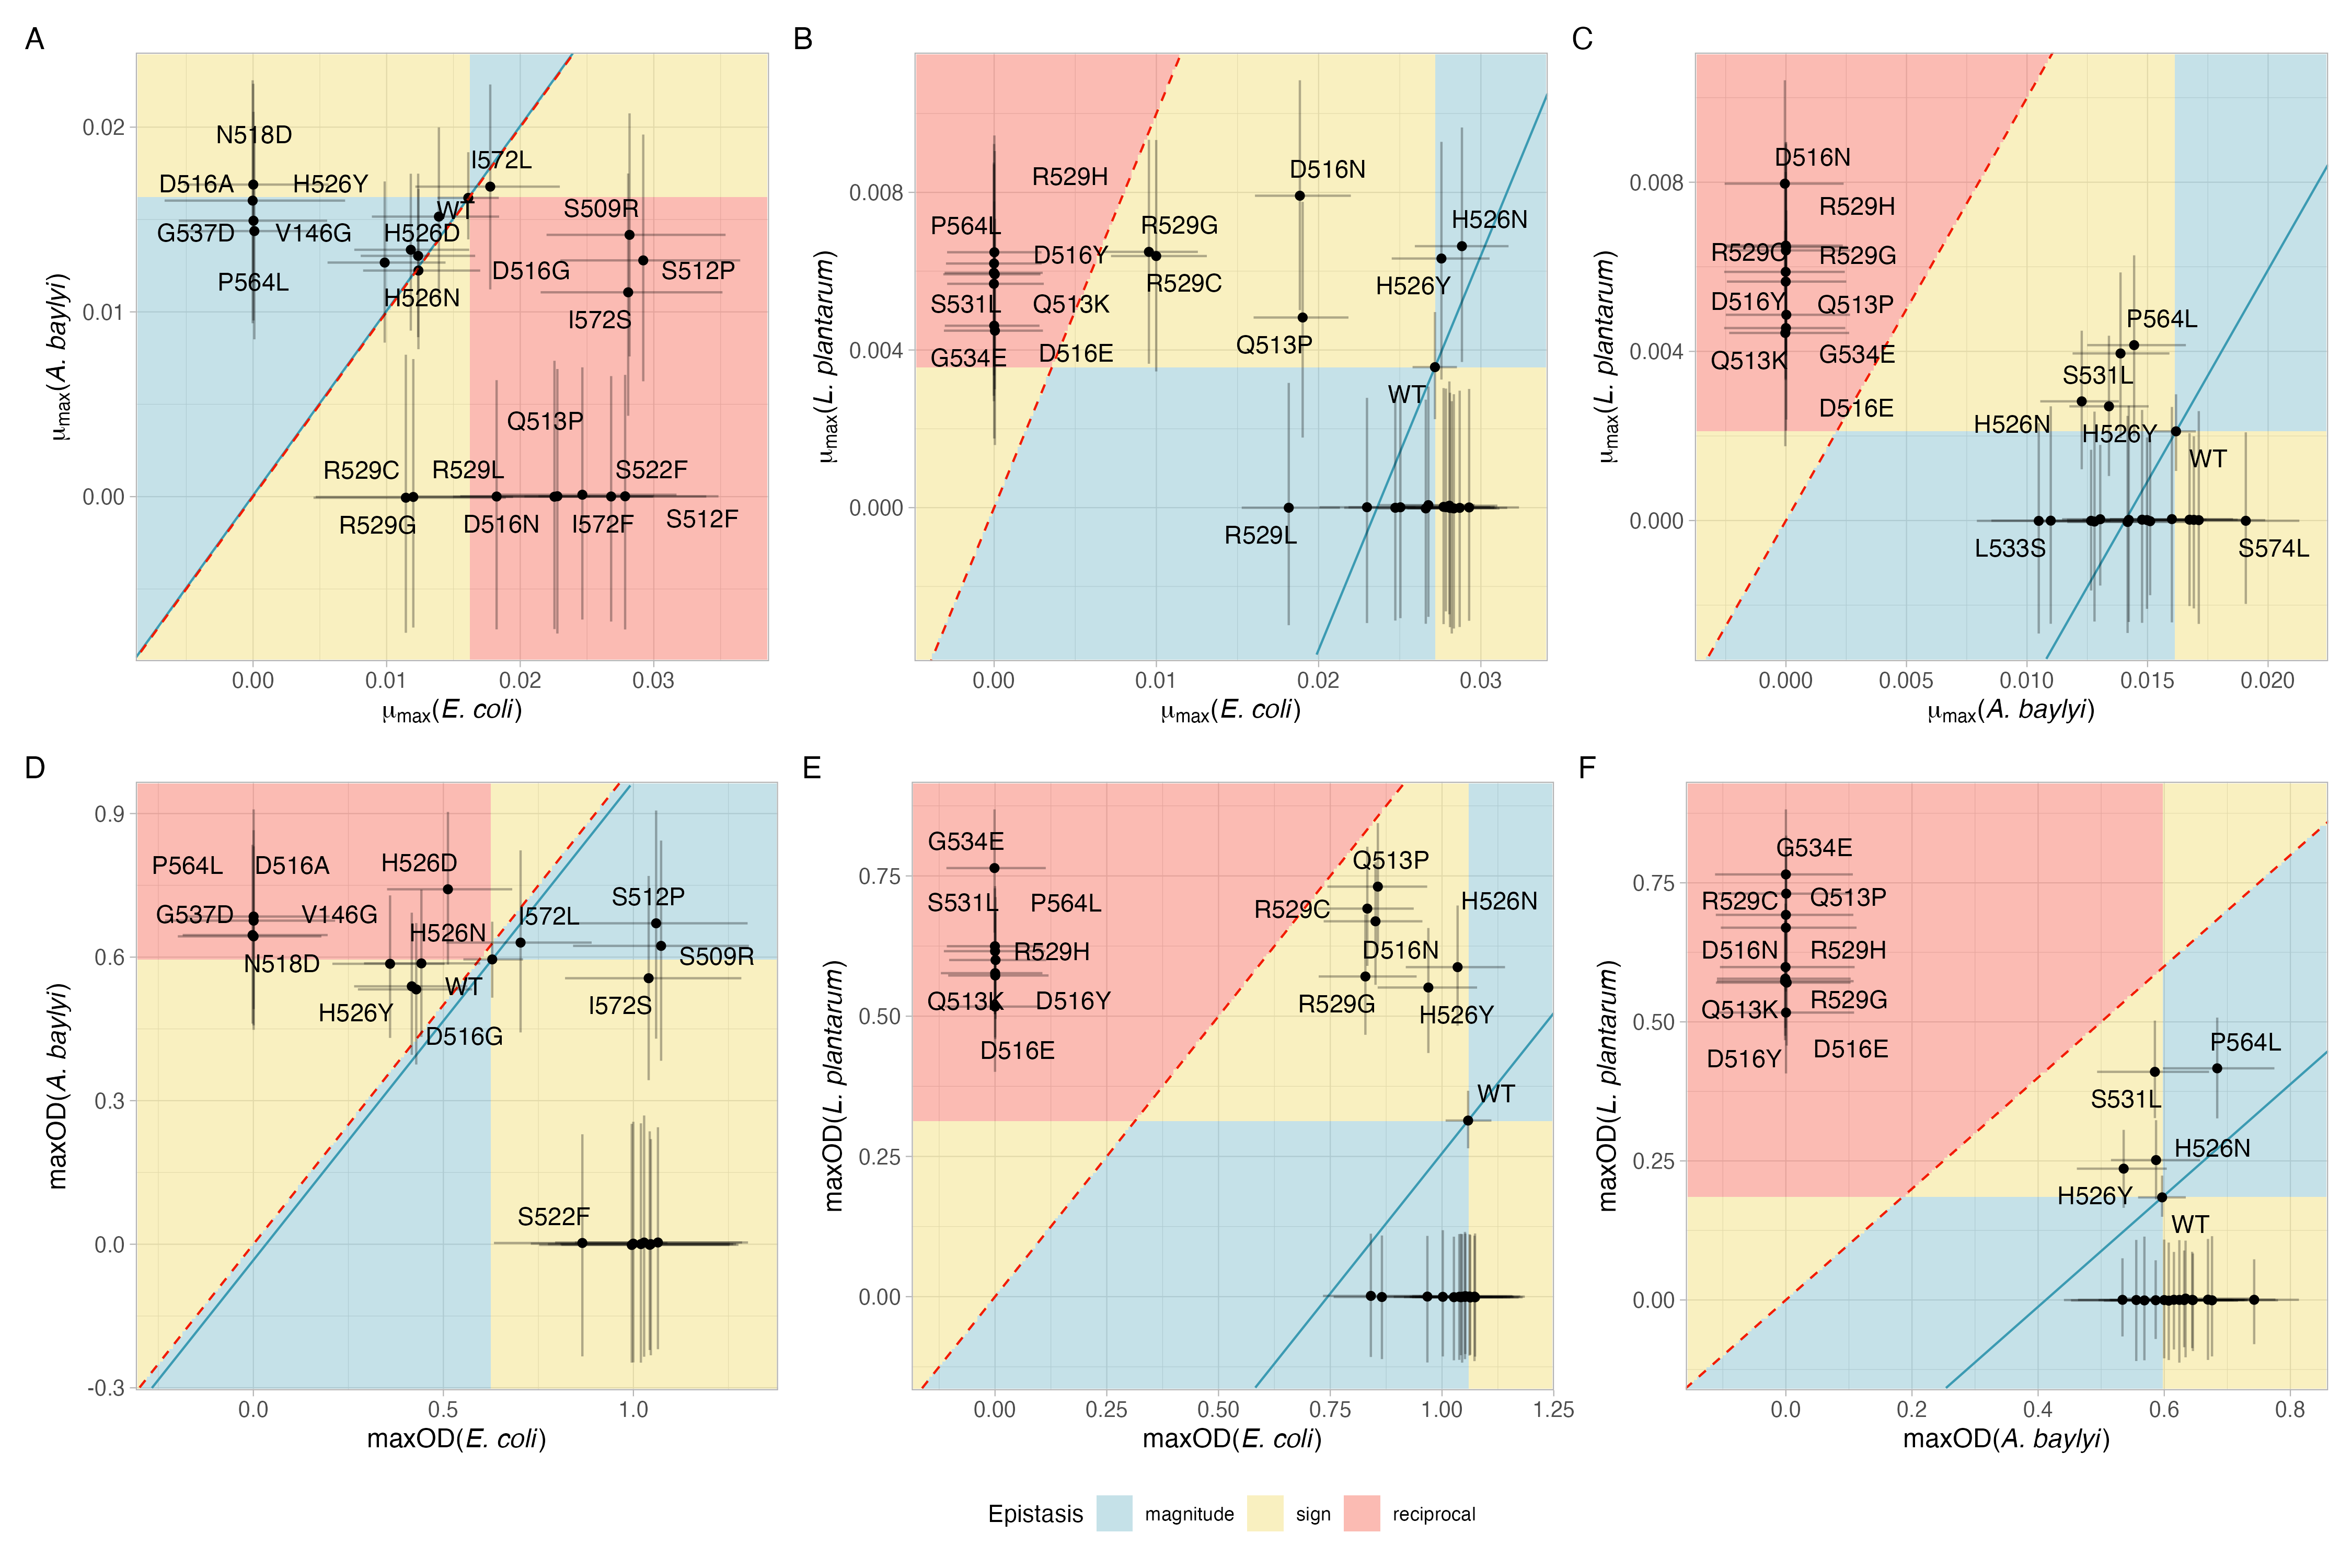 A
N518D
I572L
D516A
H526Y
WT
S509R
G537D
V146G
H526D
D516G
S512P
P564L
H526N
I572S
Q513P
R529C
R529L
S522F
R529G
D516N
I572F
S512F
0.02
0.01
0.00
0.00 0.01 0.02 0.03
μmax(A. baylyi)
μmax(E. coli)
B
R529H
D516N
P564L
R529G
H526N
D516Y
R529C
H526Y
S531L
Q513K
Q513P
G534E
D516E
WT
R529L
0.008
0.004
0.000
0.00 0.01 0.02 0.03
μmax(L. plantarum)
μmax(E. coli)
C
D516N
R529H
R529C
R529G
D516Y
Q513P
P564L
Q513K
G534E
S531L
D516E
H526N
H526Y
WT
L533S
S574L
0.008
0.004
0.000
0.000 0.005 0.010 0.015 0.020
μmax(L. plantarum)
μmax(A. baylyi)
D
P564L
D516A
H526D
S512P
G537D
V146G
I572L
H526N
N518D
S509R
WT
H526Y
I572S
D516G
S522F
0.9
0.6
0.3
0.0
-0.3
0.0 0.5 1.0
maxOD(A. baylyi)
maxOD(E. coli)
E
G534E
Q513P
S531L
P564L
R529C
H526N
R529H
D516N
Q513K
D516Y
R529G
H526Y
D516E
WT
0.75
0.50
0.25
0.00
0.00 0.25 0.50 0.75 1.00 1.25
maxOD(L. plantarum)
maxOD(E. coli)
F
G534E
R529C
Q513P
D516N
R529H
Q513K
R529G
D516Y
D516E
P564L
S531L
H526N
H526Y
WT
0.75
0.50
0.25
0.00
0.0 0.2 0.4 0.6 0.8
maxOD(L. plantarum)
maxOD(A. baylyi)
Epistasis magnitude sign reciprocal